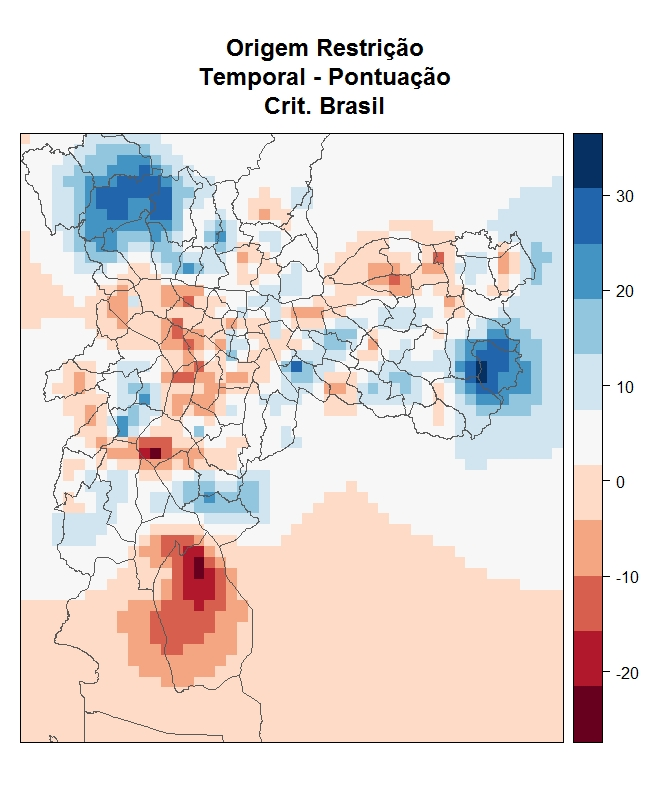 Origem Restrição
Temporal - Pontuação
Crit. Brasil
30
20
10
0
-10
-20